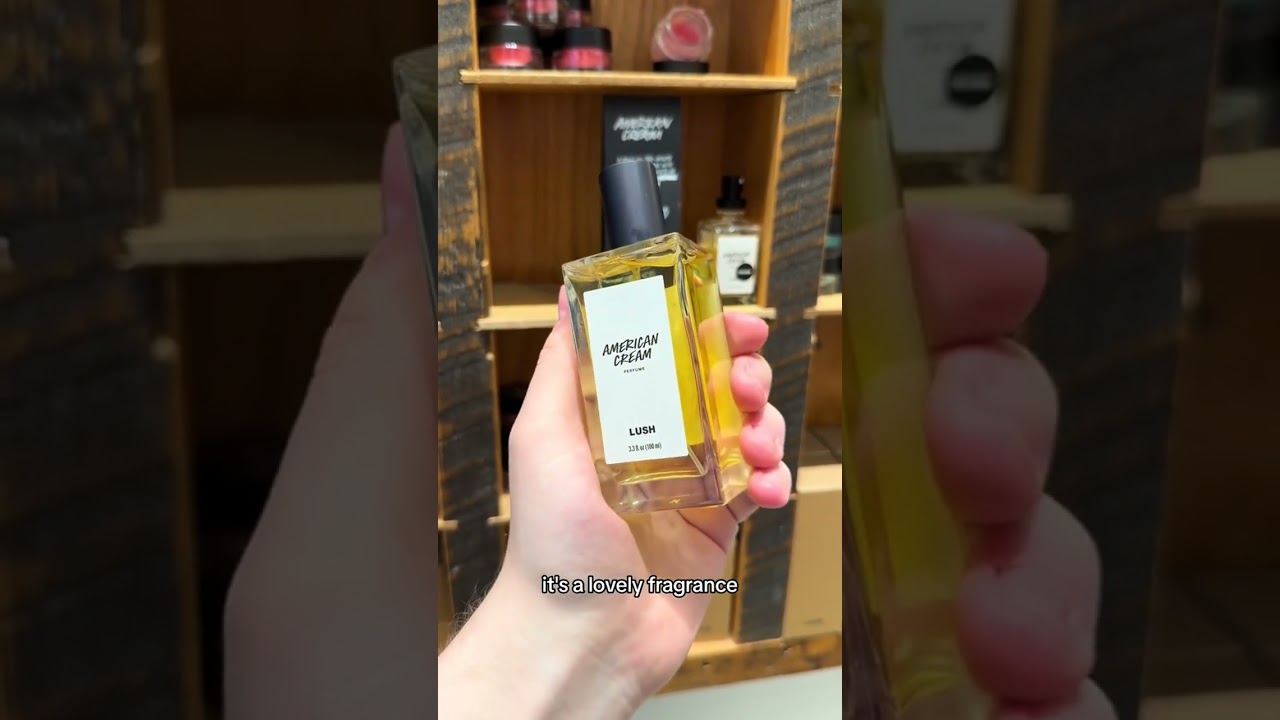 AMERICAN
CREAM
AMERICAN
CREAM
PERFUME
LUSH
3.3 fl. oz (100 ml)
it's a lovely fragrance